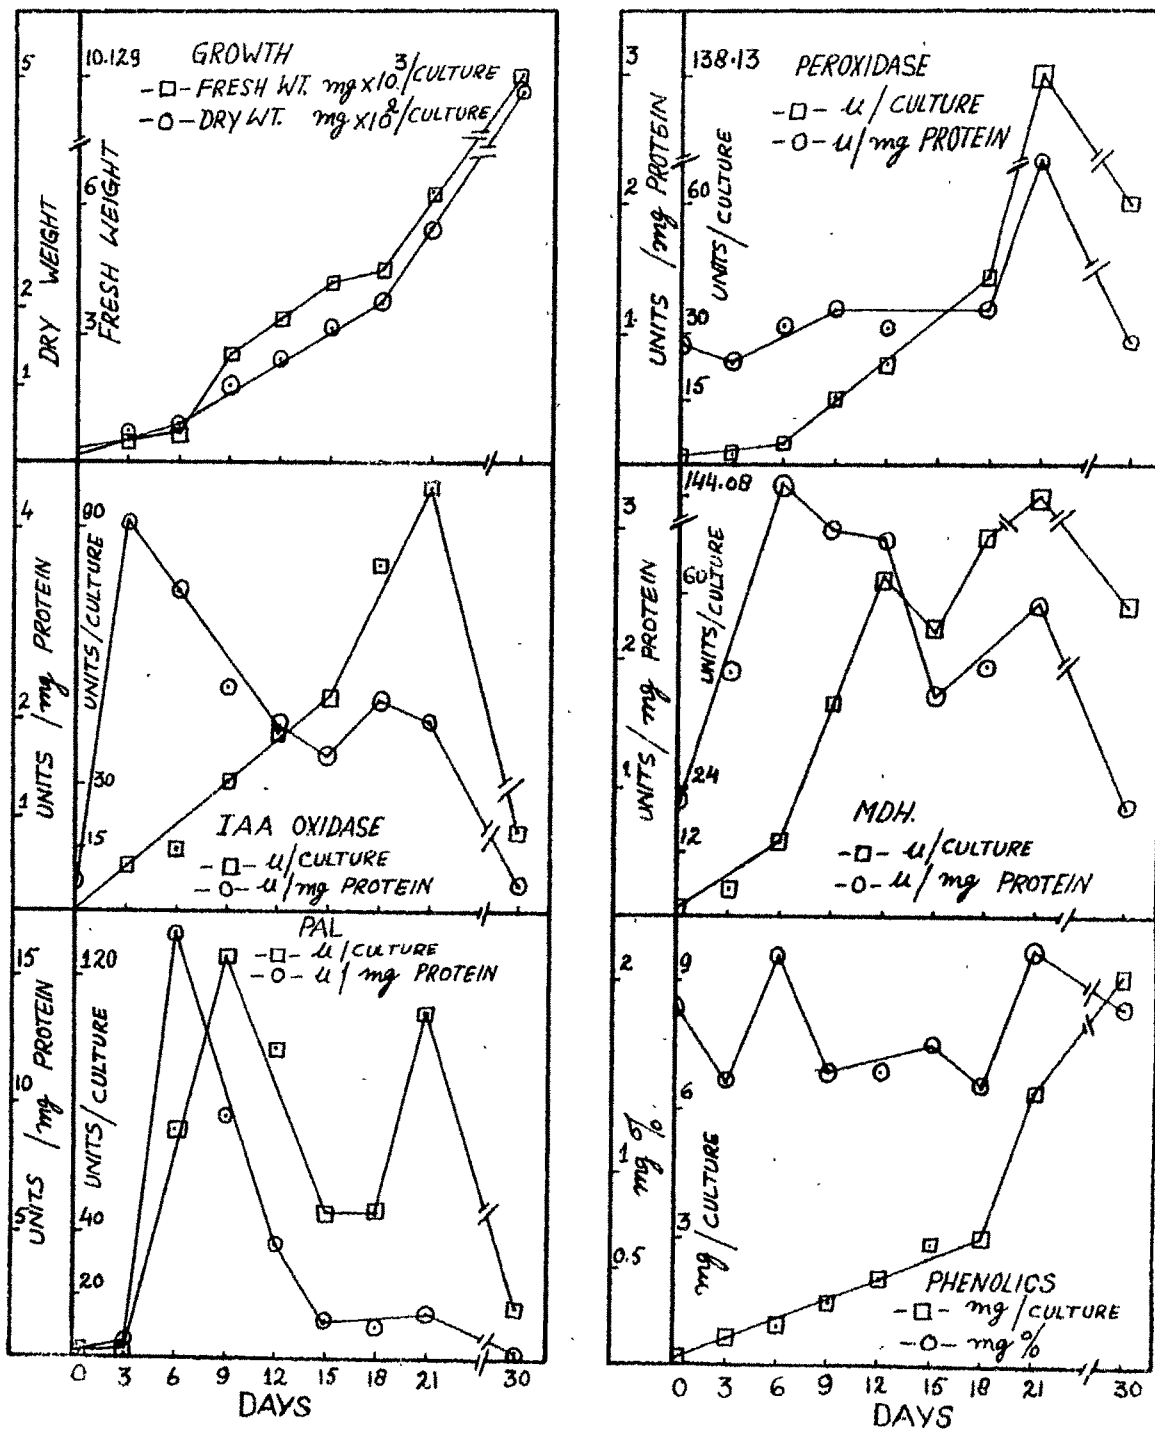 GROWTH
-□- FRESH WT. mg x10³/CULTURE
-O- DRY WT. mg x10²/CULTURE
5
2
1
DRY WEIGHT
10.129
6
3
FRESH WEIGHT
PEROXIDASE
-□- u/CULTURE
-O- u/mg PROTEIN
3
2
1
UNITS /mg PROTEIN
138.13
60
30
15
UNITS/CULTURE
IAA OXIDASE
-□- u/CULTURE
-O- u/mg PROTEIN
4
2
1
UNITS /mg PROTEIN
90
30
15
UNITS/CULTURE
MDH.
-□- u/CULTURE
-O- u/mg PROTEIN
3
2
1
UNITS/mg PROTEIN
144.08
60
24
12
UNITS/CULTURE
PAL
-□- u/CULTURE
-O- u/mg PROTEIN
15
10
5
UNITS /mg PROTEIN
120
40
20
UNITS/CULTURE
0 3 6 9 12 15 18 21 30
DAYS
PHENOLICS
-□- mg/CULTURE
-O- mg%
2
1
0.5
mg %.
9
6
3
mg/CULTURE
0 3 6 9 12 15 18 21 30
DAYS